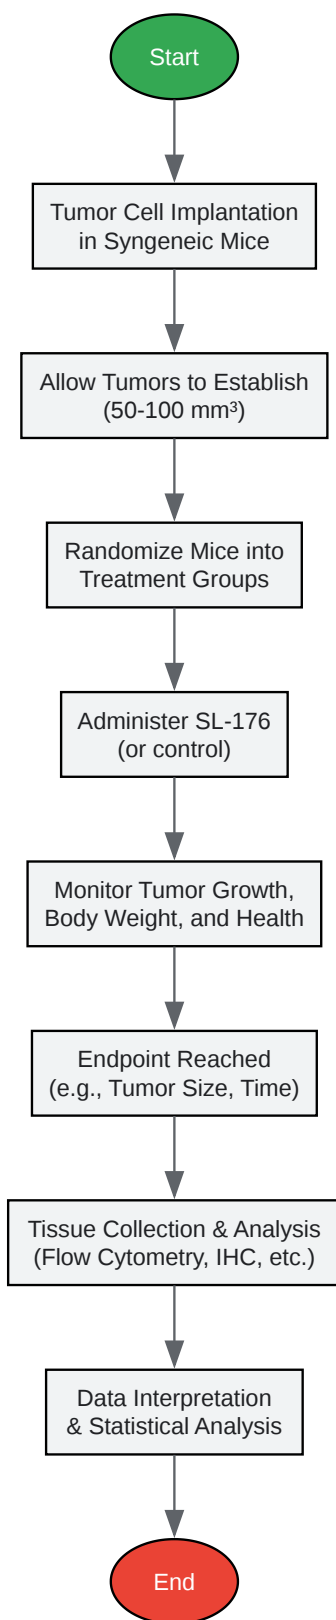 Start
Tumor Cell Implantation
in Syngeneic Mice
Allow Tumors to Establish
(50-100 mm³)
Randomize Mice into
Treatment Groups
Administer SL-176
(or control)
Monitor Tumor Growth,
Body Weight, and Health
Endpoint Reached
(e.g., Tumor Size, Time)
Tissue Collection & Analysis
(Flow Cytometry, IHC, etc.)
Data Interpretation
& Statistical Analysis
End